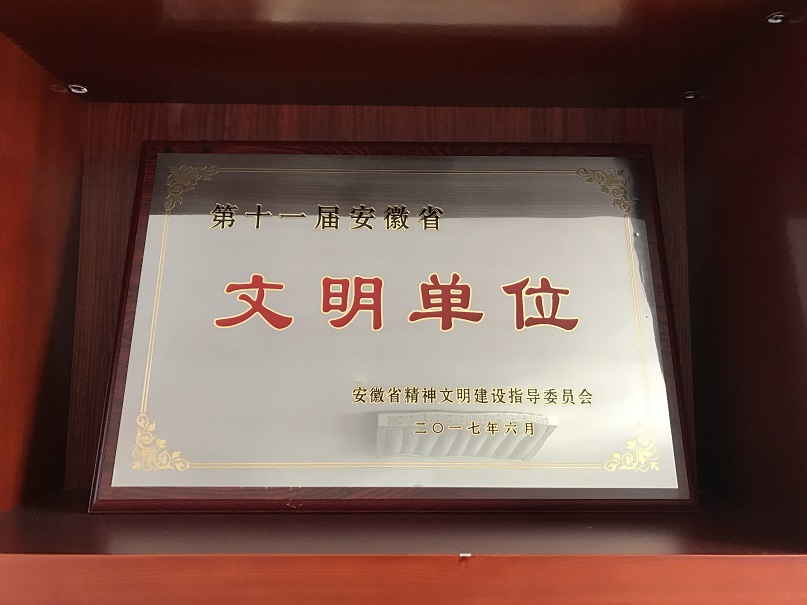 第十一届安徽省
文明单位
安徽省精神文明建设指导委员会
二〇一七年六月